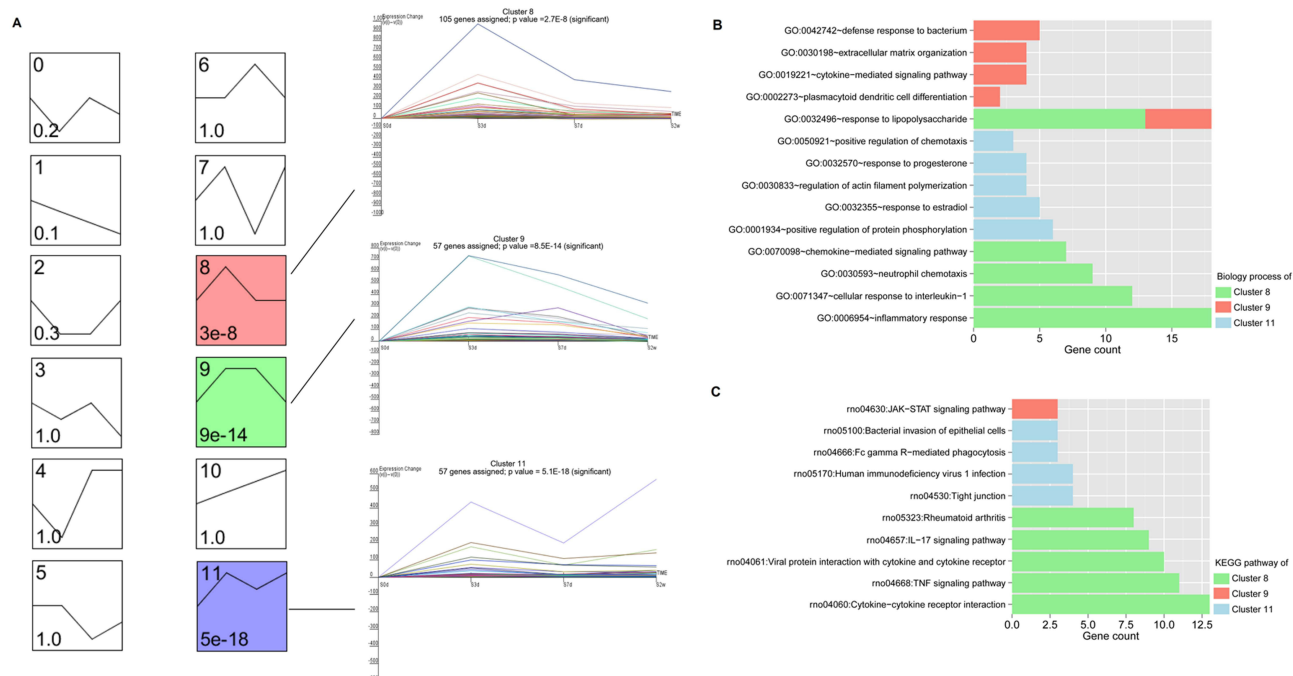 A
0
0.2
1
0.1
2
0.3
3
1.0
4
1.0
5
1.0
6
1.0
7
1.0
8
3e-8
9
9e-14
10
1.0
11
5e-18
Cluster 8
105 genes assigned; p value =2.7E-8 (significant)
Expression Change
(v(i)−v(0))
TIME
Cluster 9
57 genes assigned; p value =8.5E-14 (significant)
Expression Change
(v(i)−v(0))
TIME
Cluster 11
57 genes assigned; p value = 5.1E-18 (significant)
Expression Change
(v(i)−v(0))
TIME
B
GO:0042742~defense response to bacterium
GO:0030198~extracellular matrix organization
GO:0019221~cytokine−mediated signaling pathway
GO:0002273~plasmacytoid dendritic cell differentiation
GO:0032496~response to lipopolysaccharide
GO:0050921~positive regulation of chemotaxis
GO:0032570~response to progesterone
GO:0030833~regulation of actin filament polymerization
GO:0032355~response to estradiol
GO:0001934~positive regulation of protein phosphorylation
GO:0070098~chemokine−mediated signaling pathway
GO:0030593~neutrophil chemotaxis
GO:0071347~cellular response to interleukin−1
GO:0006954~inflammatory response
0 5 10 15
Gene count
Biology process of
Cluster 8
Cluster 9
Cluster 11
C
rno04630:JAK−STAT signaling pathway
rno05100:Bacterial invasion of epithelial cells
rno04666:Fc gamma R−mediated phagocytosis
rno05170:Human immunodeficiency virus 1 infection
rno04530:Tight junction
rno05323:Rheumatoid arthritis
rno04657:IL−17 signaling pathway
rno04061:Viral protein interaction with cytokine and cytokine receptor
rno04668:TNF signaling pathway
rno04060:Cytokine−cytokine receptor interaction
0.0 2.5 5.0 7.5 10.0 12.5
Gene count
KEGG pathway of
Cluster 8
Cluster 9
Cluster 11